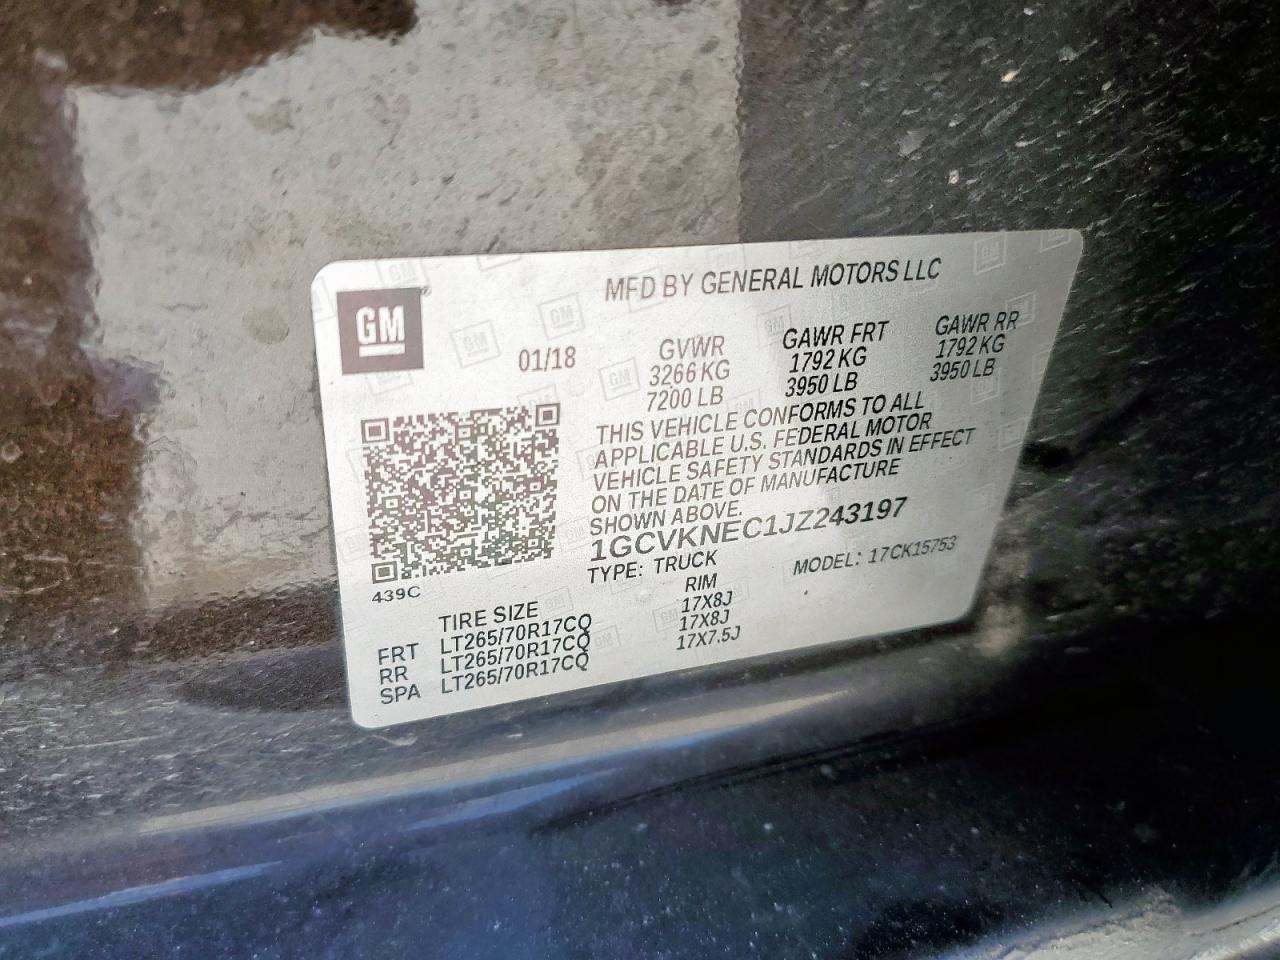 MFD BY GENERAL MOTORS LLC
GM
01/18
GVWR GAWR FRT GAWR RR
3266 KG 1792 KG 1792 KG
7200 LB 3950 LB 3950 LB
THIS VEHICLE CONFORMS TO ALL
APPLICABLE U.S. FEDERAL MOTOR
VEHICLE SAFETY STANDARDS IN EFFECT
ON THE DATE OF MANUFACTURE
SHOWN ABOVE.
1GCVKNEC1JZ243197
TYPE: TRUCK MODEL: 17CK15753
439C
TIRE SIZE RIM
FRT LT265/70R17CQ 17X8J
RR LT265/70R17CQ 17X8J
SPA LT265/70R17CQ 17X7.5J